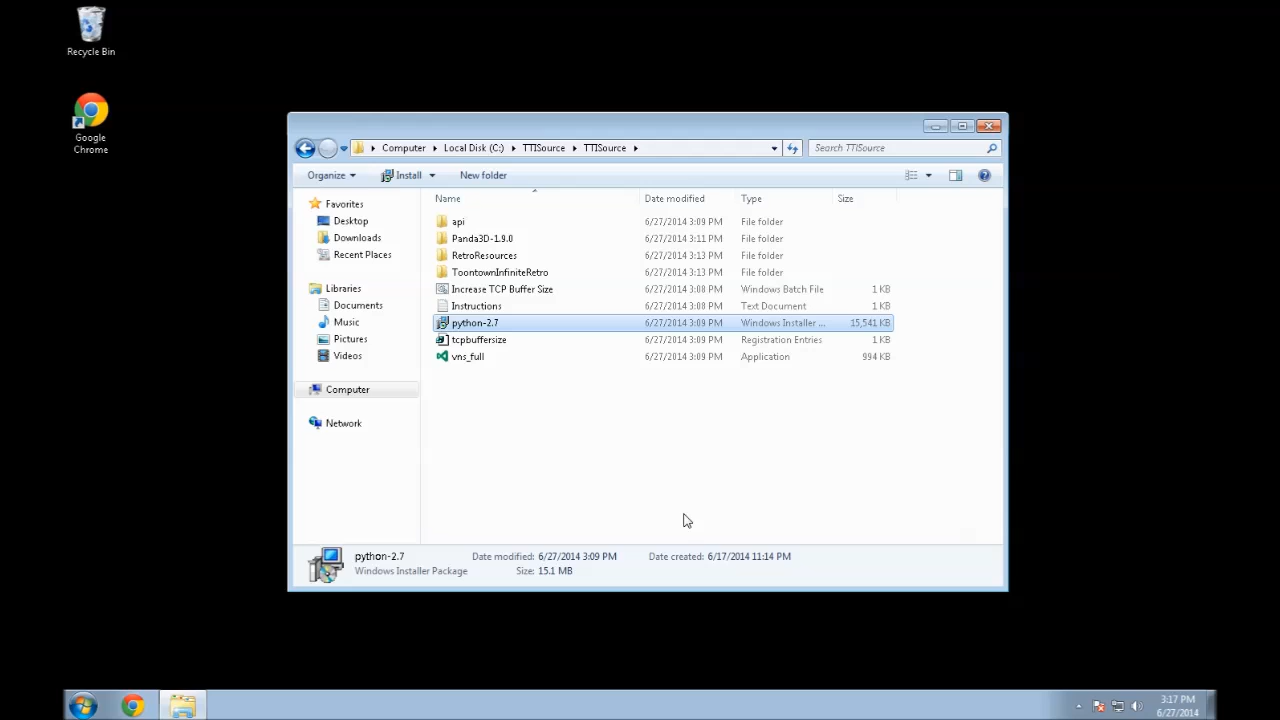 Recycle Bin
Google
Chrome
Computer Local Disk (C:) TTISource TTISource
Search TTISource
Organize Install New folder
Name Date modified Type Size
Favorites
Desktop
Downloads
Recent Places
Libraries
Documents
Music
Pictures
Videos
Computer
Network
api 6/27/2014 3:09 PM File folder
Panda3D-1.9.0 6/27/2014 3:11 PM File folder
RetroResources 6/27/2014 3:13 PM File folder
ToontownInfiniteRetro 6/27/2014 3:13 PM File folder
Increase TCP Buffer Size 6/27/2014 3:08 PM Windows Batch File 1 KB
Instructions 6/27/2014 3:08 PM Text Document 1 KB
python-2.7 6/27/2014 3:09 PM Windows Installer ... 15,541 KB
tcpbuffersize 6/27/2014 3:09 PM Registration Entries 1 KB
vns_full 6/27/2014 3:09 PM Application 994 KB
python-2.7 Date modified: 6/27/2014 3:09 PM Date created: 6/17/2014 11:14 PM
Windows Installer Package Size: 15.1 MB
3:17 PM
6/27/2014